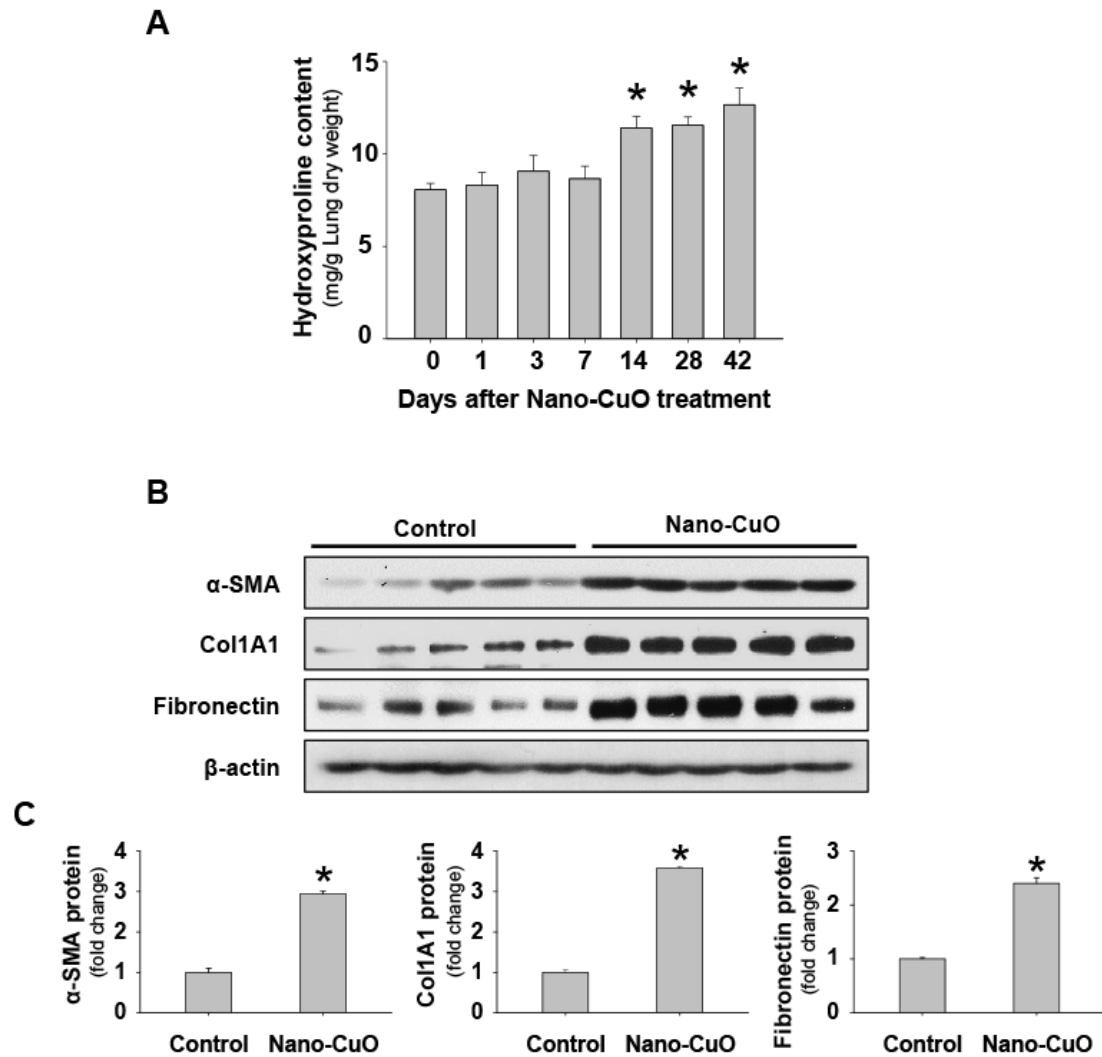 A
Hydroxyproline content
(mg/g Lung dry weight)
15
10
5
0
* * *
0 1 3 7 14 28 42
Days after Nano-CuO treatment
B
Control Nano-CuO
α-SMA
Col1A1
Fibronectin
β-actin
C
α-SMA protein
(fold change)
4
3
2
1
0
*
Control Nano-CuO
Col1A1 protein
(fold change)
4
3
2
1
0
*
Control Nano-CuO
Fibronectin protein
(fold change)
3
2
1
0
*
Control Nano-CuO